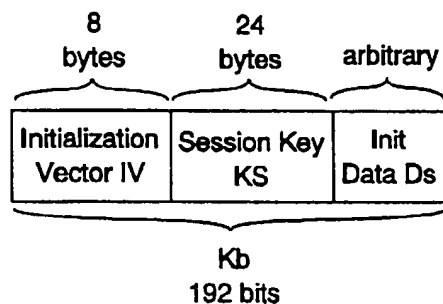 8 bytes
24 bytes
arbitrary
Initialization Vector IV
Session Key KS
Init Data Ds
Kb
192 bits